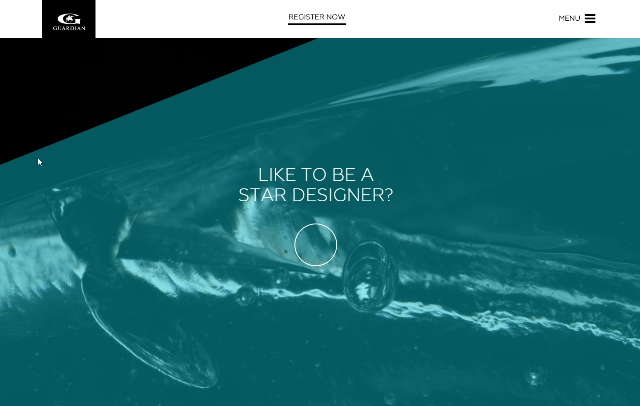 GUARDIAN
REGISTER NOW
MENU
LIKE TO BE A
STAR DESIGNER?